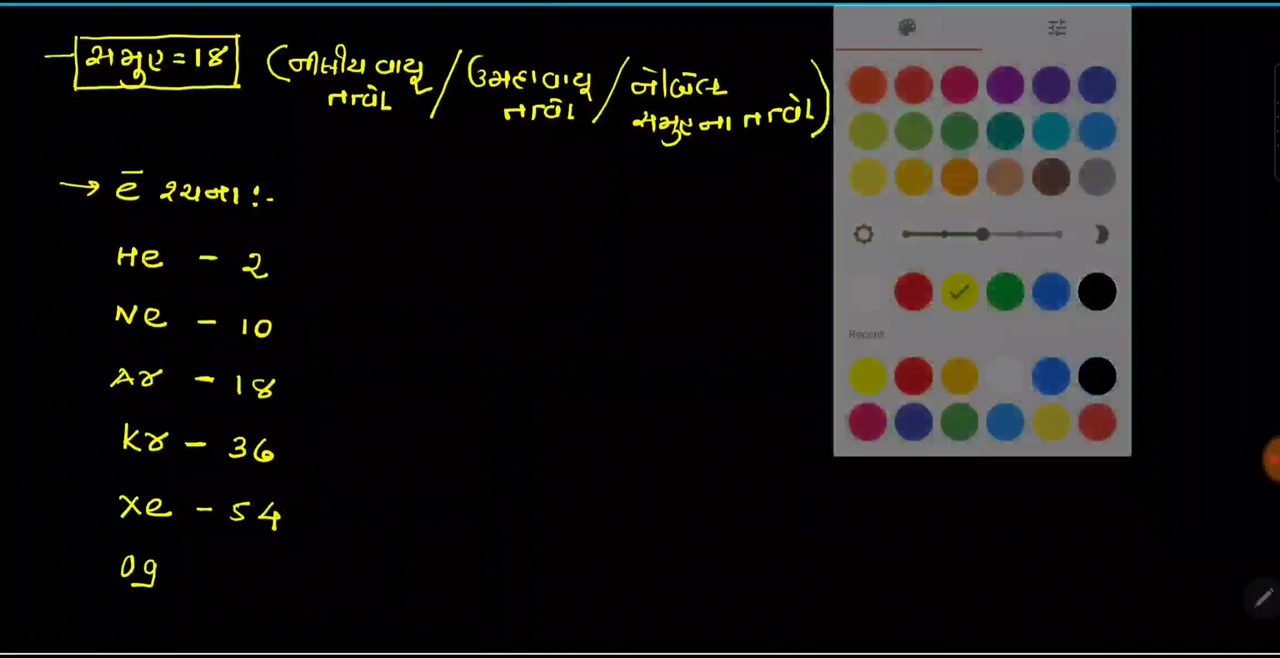 સમુહ = 18 (નિષ્ક્રિય વાયુ તત્વો / ઉમદાવાયુ તત્વો / નોબલ સમુહના તત્વો)
→ e̅ રચના :-
He - 2
Ne - 10
Ar - 18
Kr - 36
Xe - 54
Og
Recent